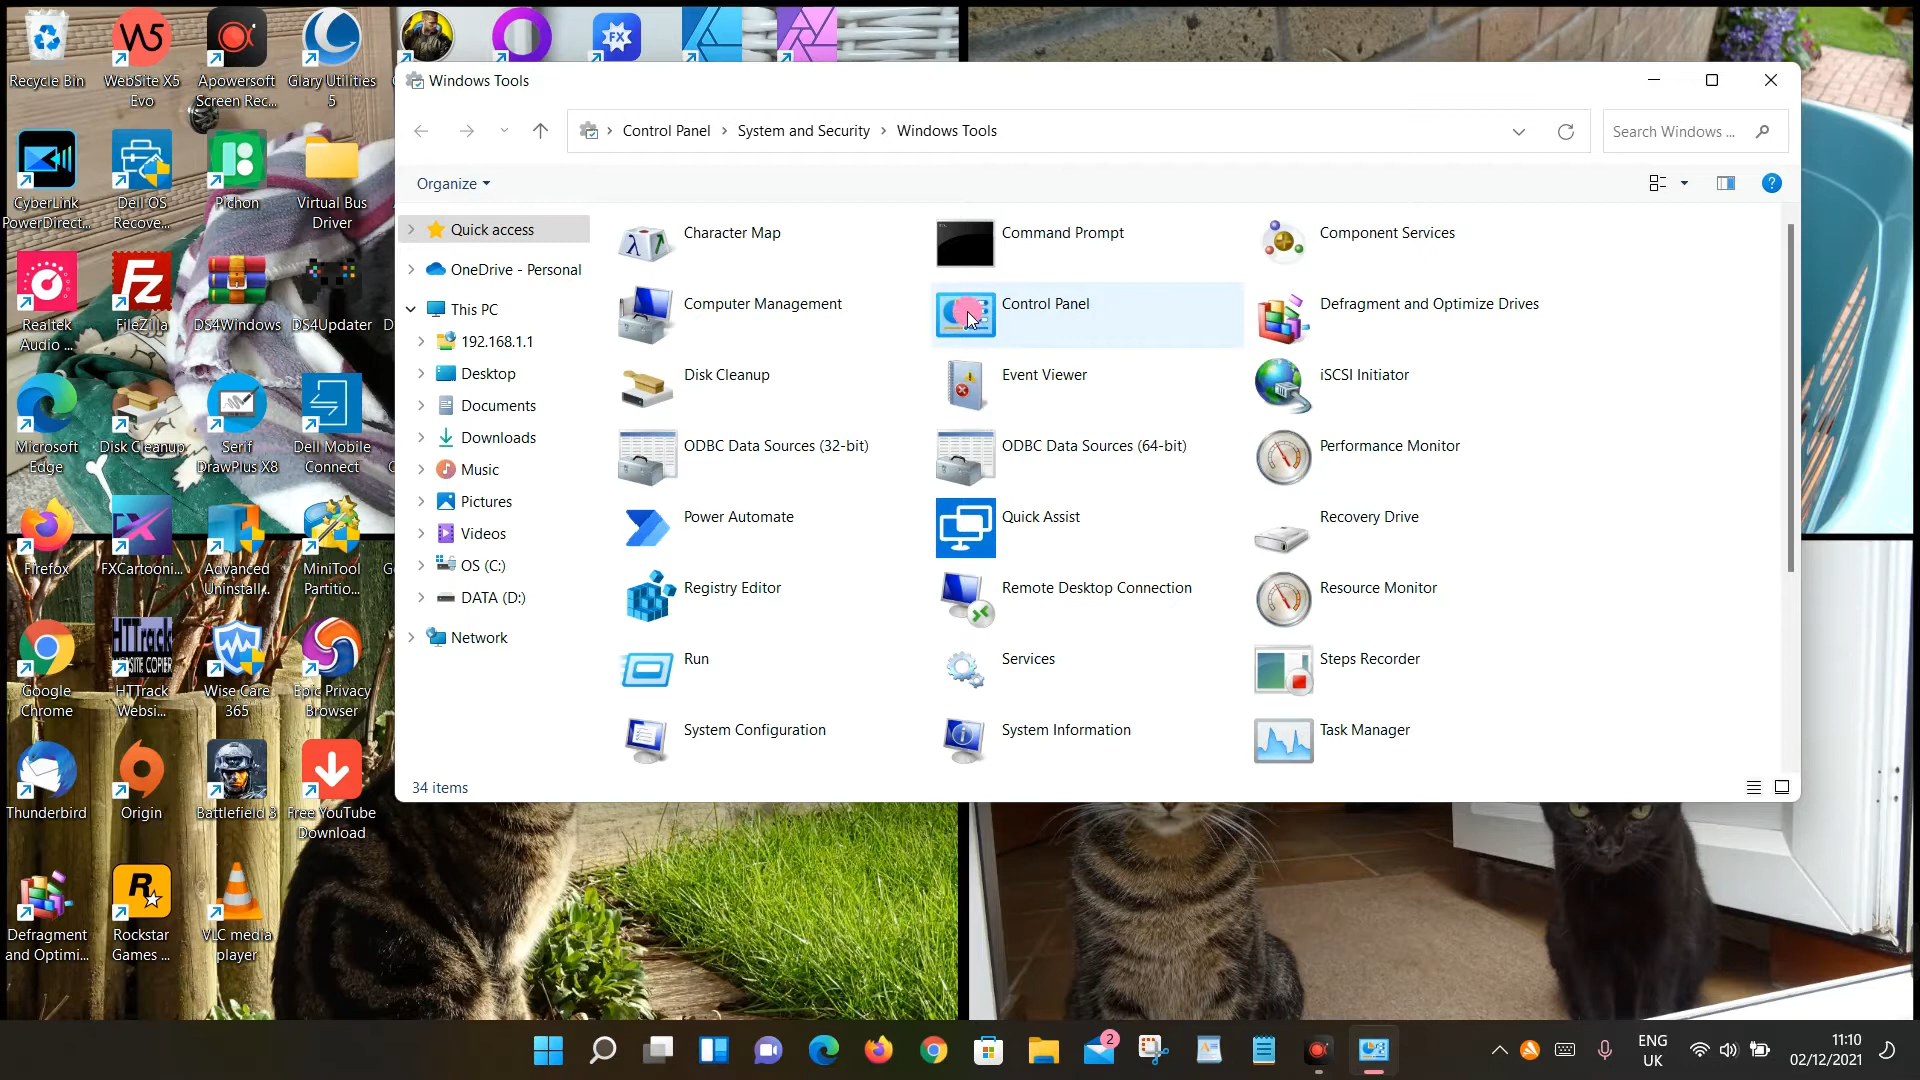 Recycle Bin
WebSite X5
Evo
Apowersoft
Screen Rec...
Glary Utilities
5
CyberLink
PowerDirect...
Dell OS
Recove...
Pichon
Virtual Bus
Driver
Realtek
Audio ...
FileZilla
DS4Windows
DS4Updater
Microsoft
Edge
Disk Cleanup
Serif
DrawPlus X8
Dell Mobile
Connect
Firefox
FXCartooni...
Advanced
Uninstall...
MiniTool
Partitio...
Google
Chrome
HTTrack
WEBSITE COPIER
HTTrack
Websi...
Wise Care
365
Epic Privacy
Browser
Thunderbird
Origin
Battlefield 3
Free YouTube
Download
Defragment
and Optimi...
Rockstar
Games ...
VLC media
player
Windows Tools
Control Panel
System and Security
Windows Tools
Search Windows ...
Organize
Quick access
OneDrive - Personal
This PC
192.168.1.1
Desktop
Documents
Downloads
Music
Pictures
Videos
OS (C:)
DATA (D:)
Network
Character Map
Command Prompt
Component Services
Computer Management
Control Panel
Defragment and Optimize Drives
Disk Cleanup
Event Viewer
iSCSI Initiator
ODBC Data Sources (32-bit)
ODBC Data Sources (64-bit)
Performance Monitor
Power Automate
Quick Assist
Recovery Drive
Registry Editor
Remote Desktop Connection
Resource Monitor
Run
Services
Steps Recorder
System Configuration
System Information
Task Manager
34 items
2
ENG
UK
11:10
02/12/2021